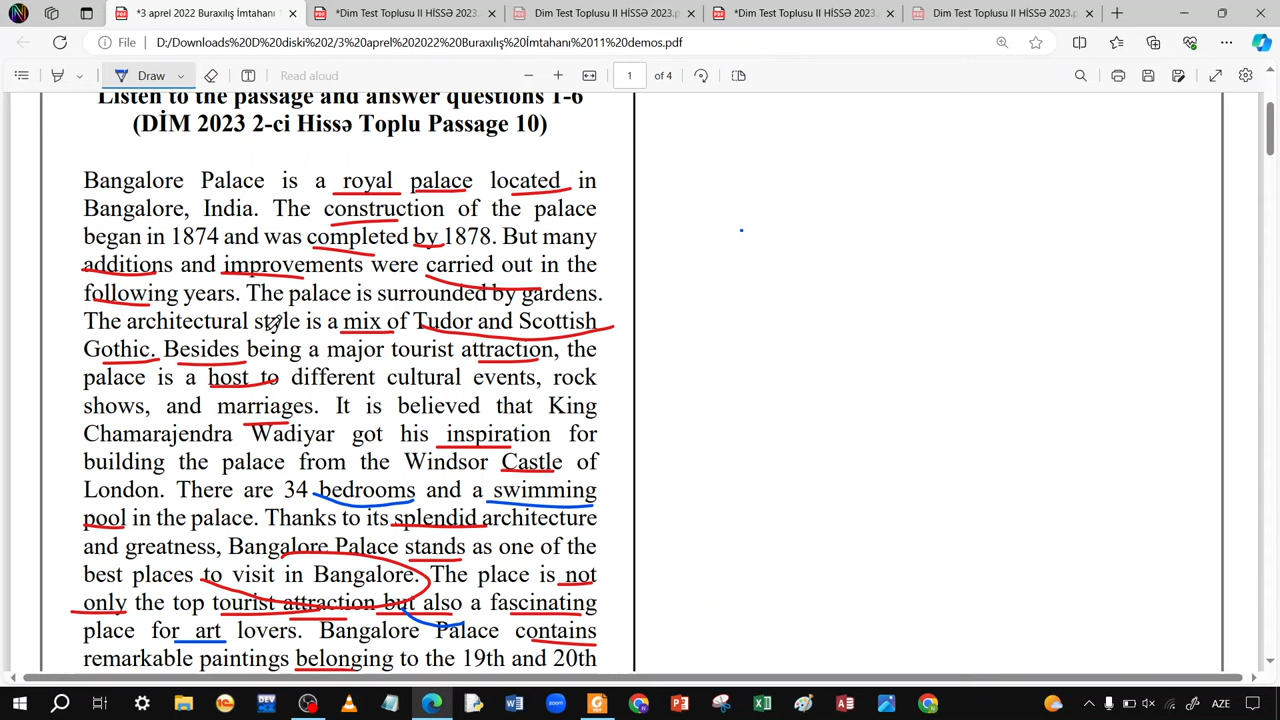 *3 aprel 2022 Buraxılış İmtahanı
*Dim Test Toplusu II HİSSƏ 2023.p
Dim Test Toplusu II HİSSƏ 2023.p
*Dim Test Toplusu II HİSSƏ 2023.p
Dim Test Toplusu II HİSSƏ 2023.p
File
D:/Downloads%20D%20diski%202/3%20aprel%202022%20Buraxılış%20İmtahanı%2011%20demos.pdf
Draw
Read aloud
1
of 4
Listen to the passage and answer questions 1-6
(DİM 2023 2-ci Hissə Toplu Passage 10)
Bangalore Palace is a royal palace located in
Bangalore, India. The construction of the palace
began in 1874 and was completed by 1878. But many
additions and improvements were carried out in the
following years. The palace is surrounded by gardens.
The architectural style is a mix of Tudor and Scottish
Gothic. Besides being a major tourist attraction, the
palace is a host to different cultural events, rock
shows, and marriages. It is believed that King
Chamarajendra Wadiyar got his inspiration for
building the palace from the Windsor Castle of
London. There are 34 bedrooms and a swimming
pool in the palace. Thanks to its splendid architecture
and greatness, Bangalore Palace stands as one of the
best places to visit in Bangalore. The place is not
only the top tourist attraction but also a fascinating
place for art lovers. Bangalore Palace contains
remarkable paintings belonging to the 19th and 20th
AZE